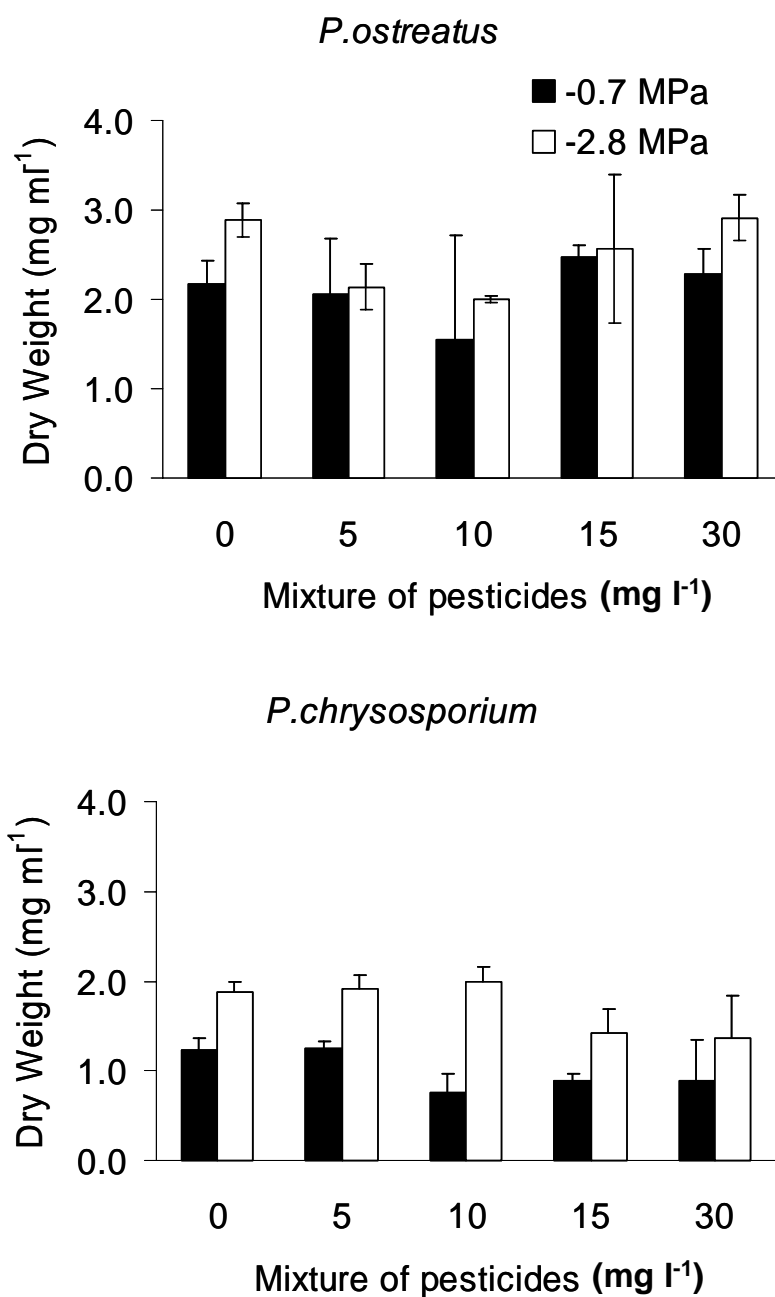 P.ostreatus
-0.7 MPa
-2.8 MPa
Dry Weight (mg ml⁻¹)
4.0
3.0
2.0
1.0
0.0
0 5 10 15 30
Mixture of pesticides (mg l⁻¹)
P.chrysosporium
Dry Weight (mg ml⁻¹)
4.0
3.0
2.0
1.0
0.0
0 5 10 15 30
Mixture of pesticides (mg l⁻¹)